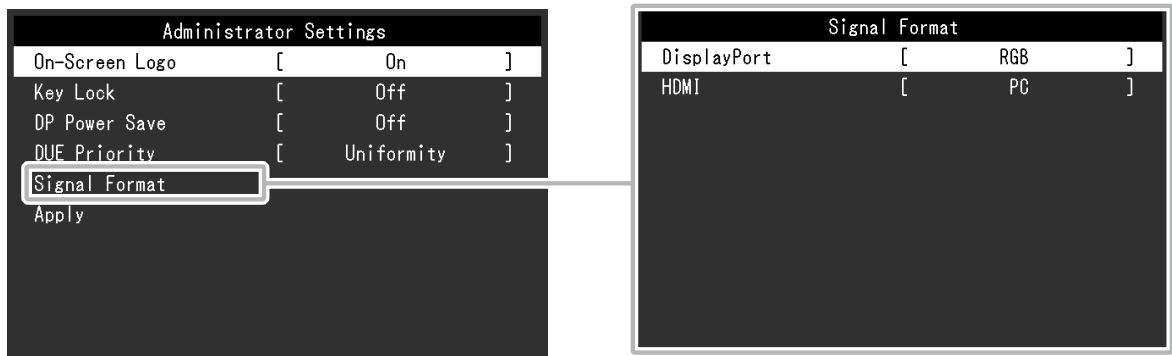 Administrator Settings
On-Screen Logo [ On ]
Key Lock [ Off ]
DP Power Save [ Off ]
DUE Priority [ Uniformity ]
Signal Format
Apply
Signal Format
DisplayPort [ RGB ]
HDMI [ PC ]